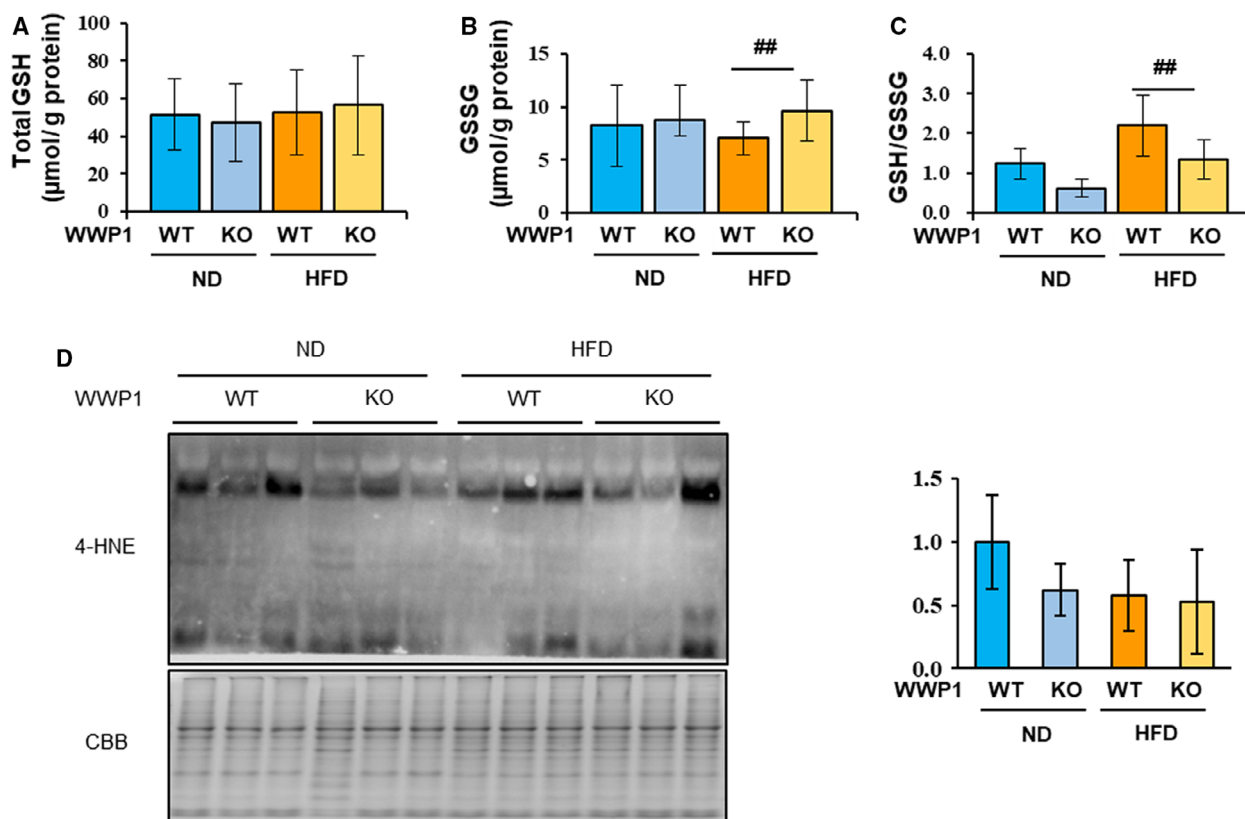 A
Total GSH
(µmol/g protein)
100
80
60
40
20
0
WWP1 WT KO WT KO
ND HFD
B
GSSG
(µmol/g protein)
15
10
5
0
##
WWP1 WT KO WT KO
ND HFD
C
GSH/GSSG
4.0
3.0
2.0
1.0
0.0
##
WWP1 WT KO WT KO
ND HFD
D
ND HFD
WWP1 WT KO WT KO
4-HNE
CBB
1.5
1.0
0.5
0.0
WWP1 WT KO WT KO
ND HFD